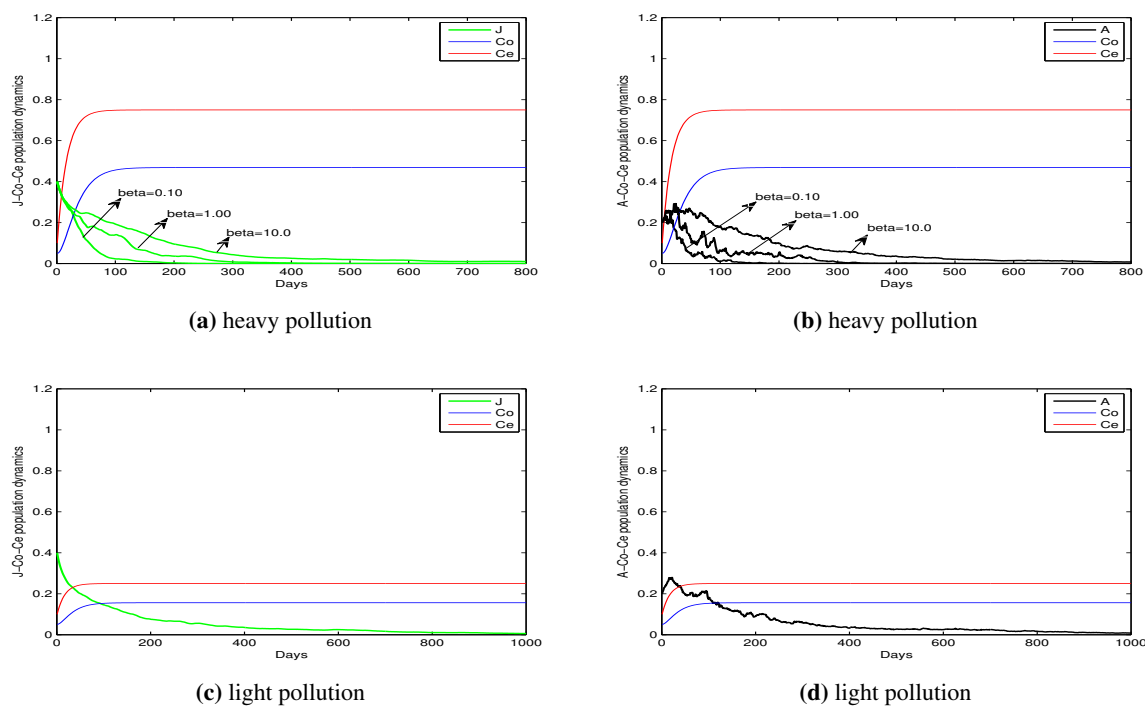 J−Co−Ce population dynamics
1.2
1
0.8
0.6
0.4
0.2
0
J
Co
Ce
beta=0.10
beta=1.00
beta=10.0
0 100 200 300 400 500 600 700 800
Days
(a) heavy pollution
A−Co−Ce population dynamics
1.2
1
0.8
0.6
0.4
0.2
0
A
Co
Ce
beta=0.10
beta=1.00
beta=10.0
0 100 200 300 400 500 600 700 800
Days
(b) heavy pollution
J−Co−Ce population dynamics
1.2
1
0.8
0.6
0.4
0.2
0
J
Co
Ce
0 200 400 600 800 1000
Days
(c) light pollution
A−Co−Ce population dynamics
1.2
1
0.8
0.6
0.4
0.2
0
A
Co
Ce
0 200 400 600 800 1000
Days
(d) light pollution